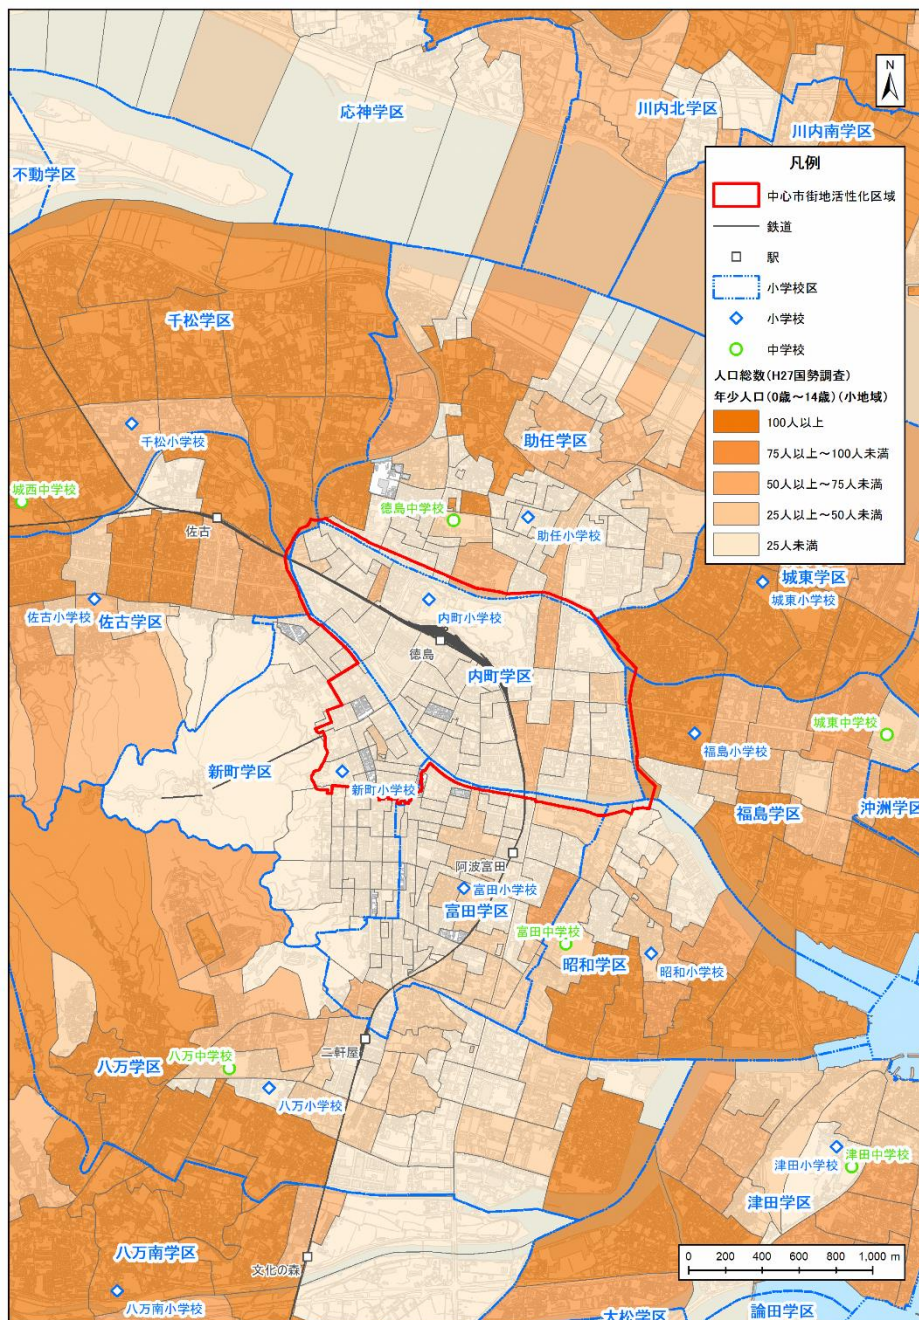 N
応神学区
川内北学区
川内南学区
不動学区
凡例
中心市街地活性化区域
鉄道
駅
小学校区
小学校
中学校
人口総数(H27国勢調査)
年少人口(0歳~14歳)(小地域)
100人以上
75人以上~100人未満
50人以上~75人未満
25人以上~50人未満
25人未満
千松学区
千松小学校
助任学区
城西中学校
徳島中学校
佐古
助任小学校
城東学区
城東小学校
佐古小学校
佐古学区
内町小学校
徳島
内町学区
城東中学校
福島小学校
新町学区
新町小学校
福島学区
沖洲学区
阿波富田
富田小学校
富田学区
富田中学校
昭和学区
昭和小学校
二軒屋
八万中学校
八万学区
八万小学校
津田中学校
津田小学校
津田学区
八万南学区
文化の森
0 200 400 600 800 1,000 m
八万南小学校
大松学区
論田学区